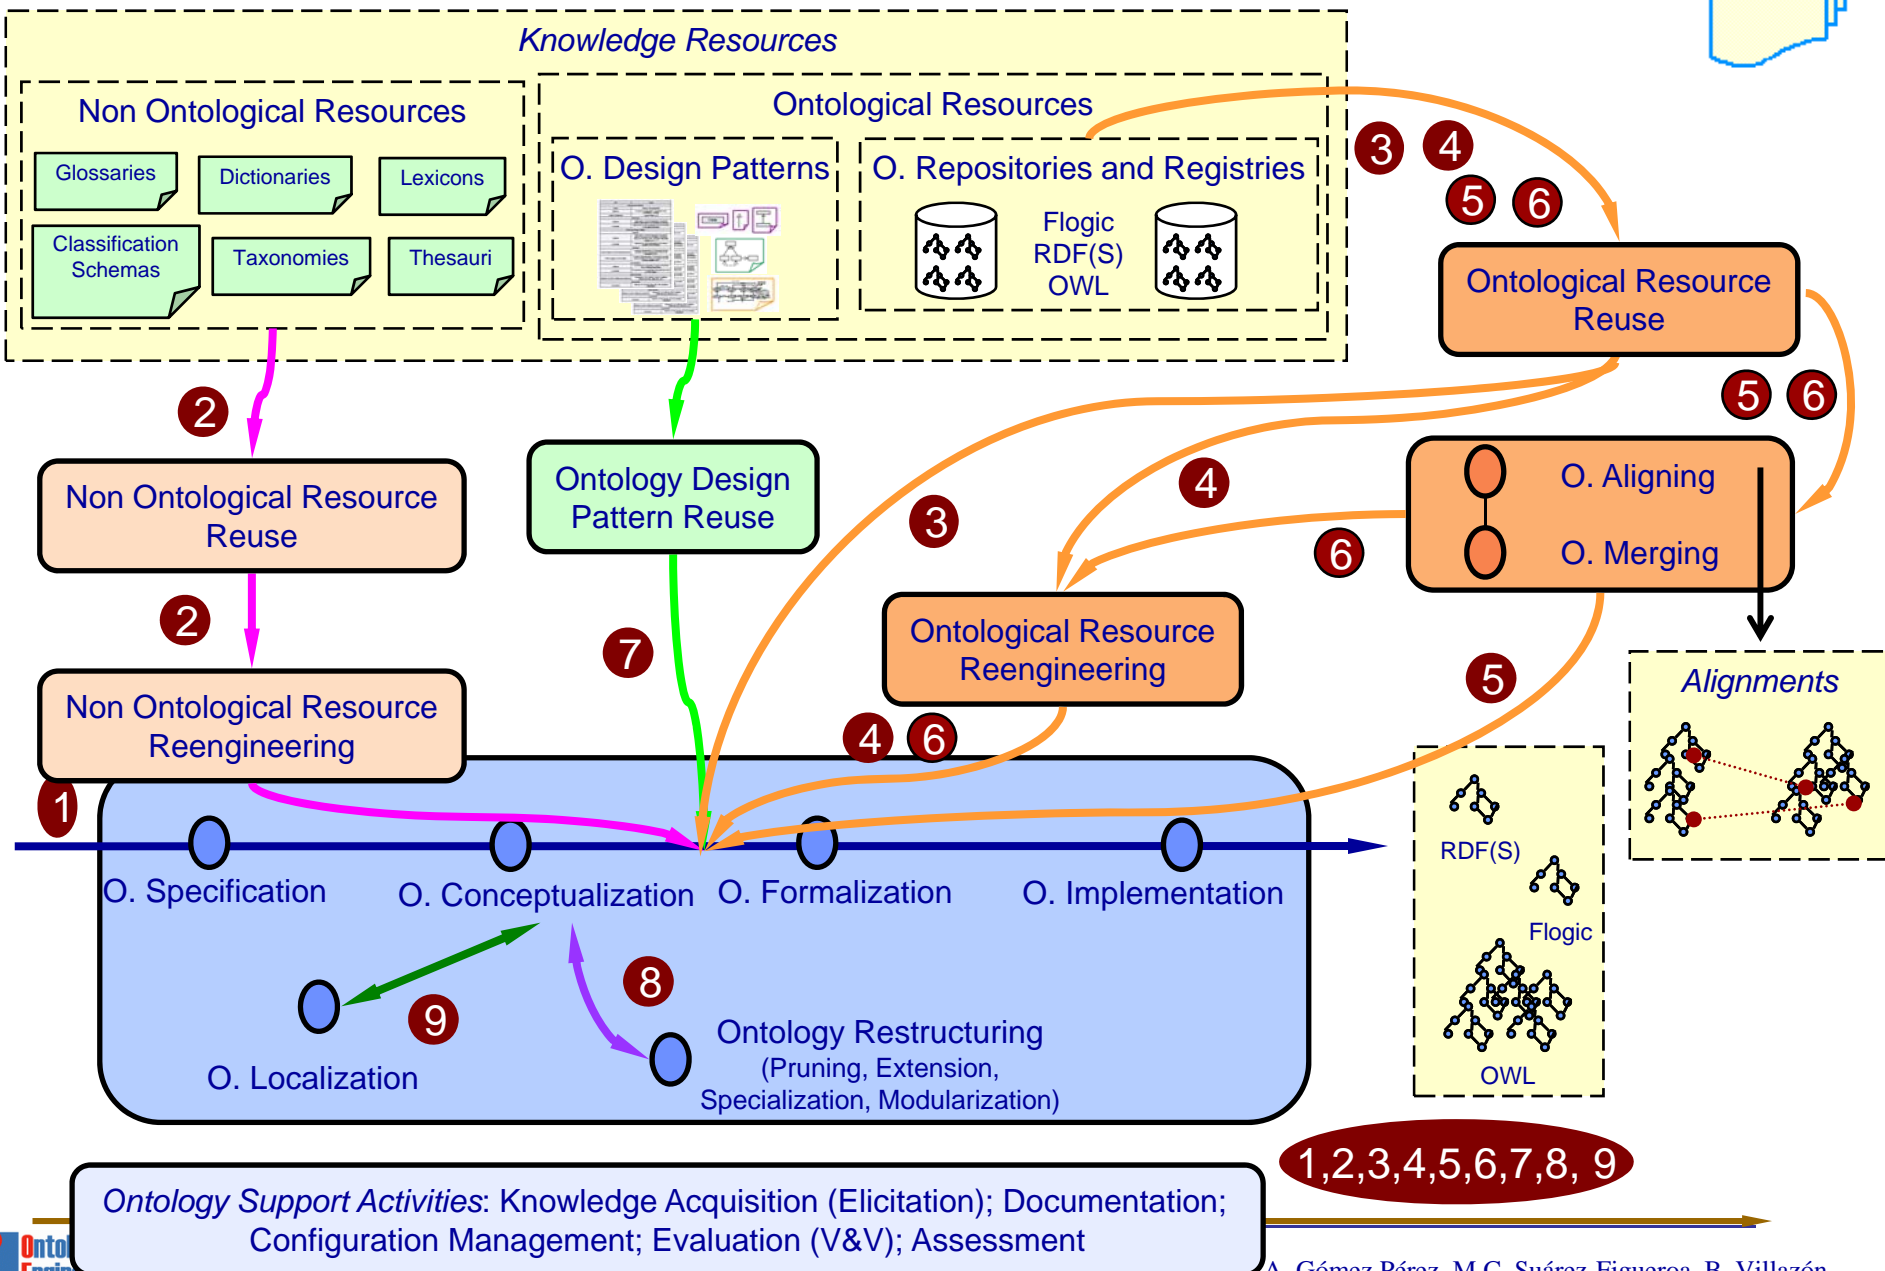 Knowledge Resources
Non Ontological Resources
Glossaries
Dictionaries
Lexicons
Classification
Schemas
Taxonomies
Thesauri
Ontological Resources
O. Design Patterns
O. Repositories and Registries
Flogic
RDF(S)
OWL
3
4
5
6
Ontological Resource
Reuse
5
6
2
Non Ontological Resource
Reuse
Ontology Design
Pattern Reuse
3
4
O. Aligning
O. Merging
6
2
7
Ontological Resource
Reengineering
5
Alignments
Non Ontological Resource
Reengineering
4
6
1
O. Specification
O. Conceptualization
O. Formalization
O. Implementation
RDF(S)
Flogic
OWL
8
9
O. Localization
Ontology Restructuring
(Pruning, Extension,
Specialization, Modularization)
1,2,3,4,5,6,7,8, 9
Ontology Support Activities: Knowledge Acquisition (Elicitation); Documentation;
Configuration Management; Evaluation (V&V); Assessment
A. Gómez Pérez, M.C. Suárez-Figueroa, B. Villazón